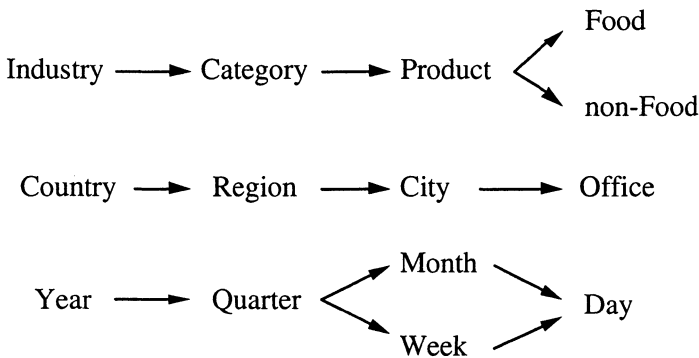 Food
Industry Category Product
non-Food
Country Region City Office
Month
Year Quarter Day
Week